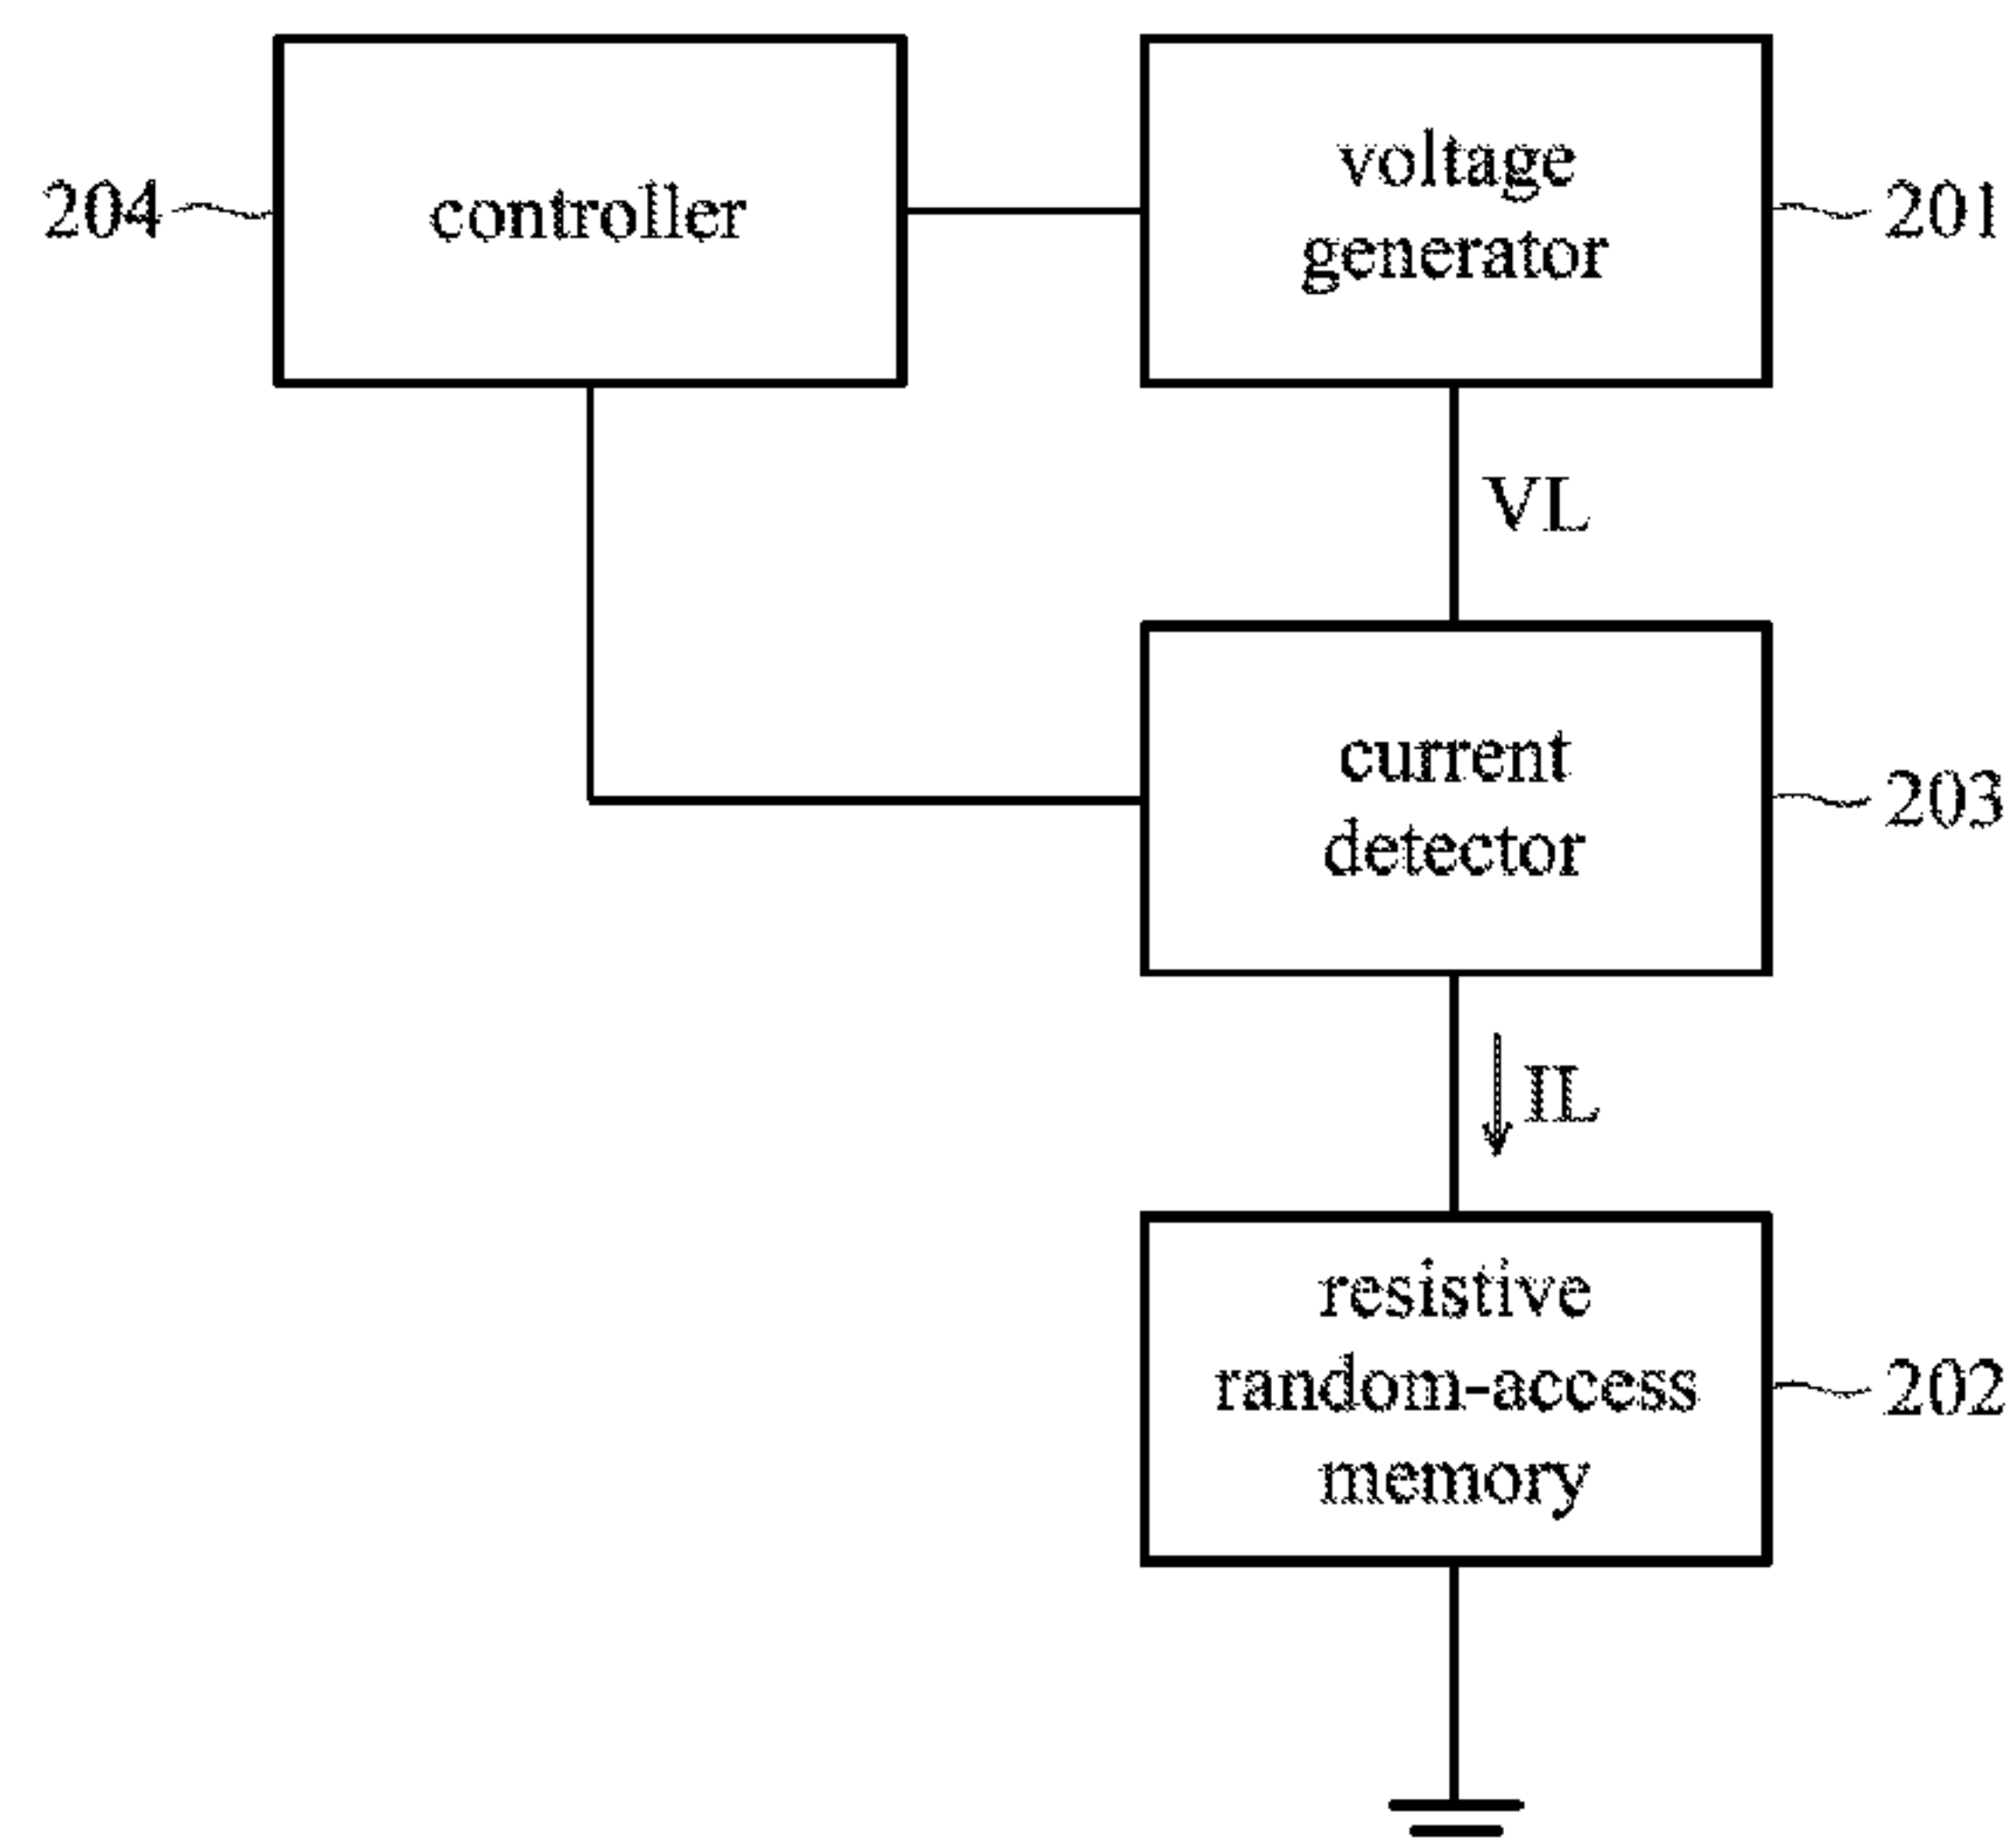 204
controller
voltage
generator
201
VL
current
detector
203
IL
resistive
random-access
memory
202